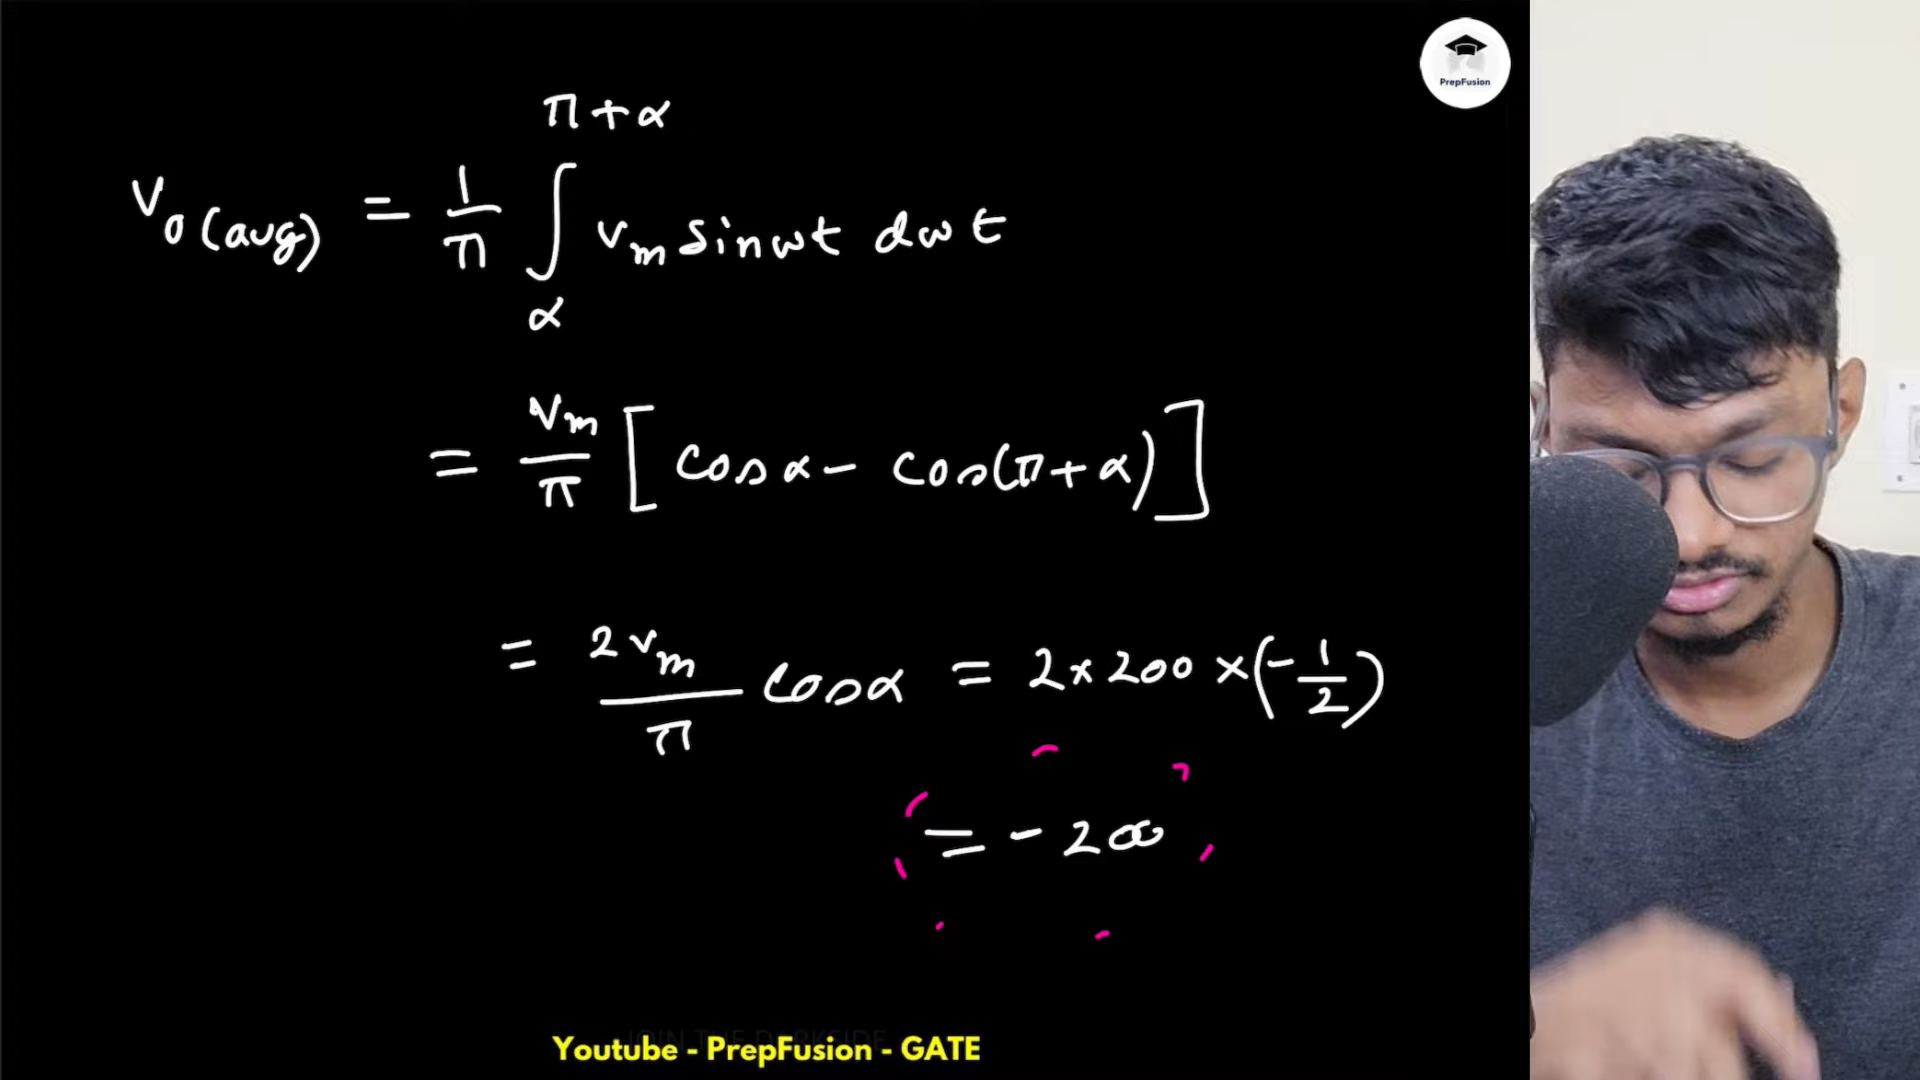 PrepFusion
π+α
V₀(avg) = 1/π ∫ Vm sinωt dωt
α
= Vm/π [cosα - cos(π+α)]
= 2Vm/π cosα = 2×200×(-1/2)
= -200
Youtube - PrepFusion - GATE